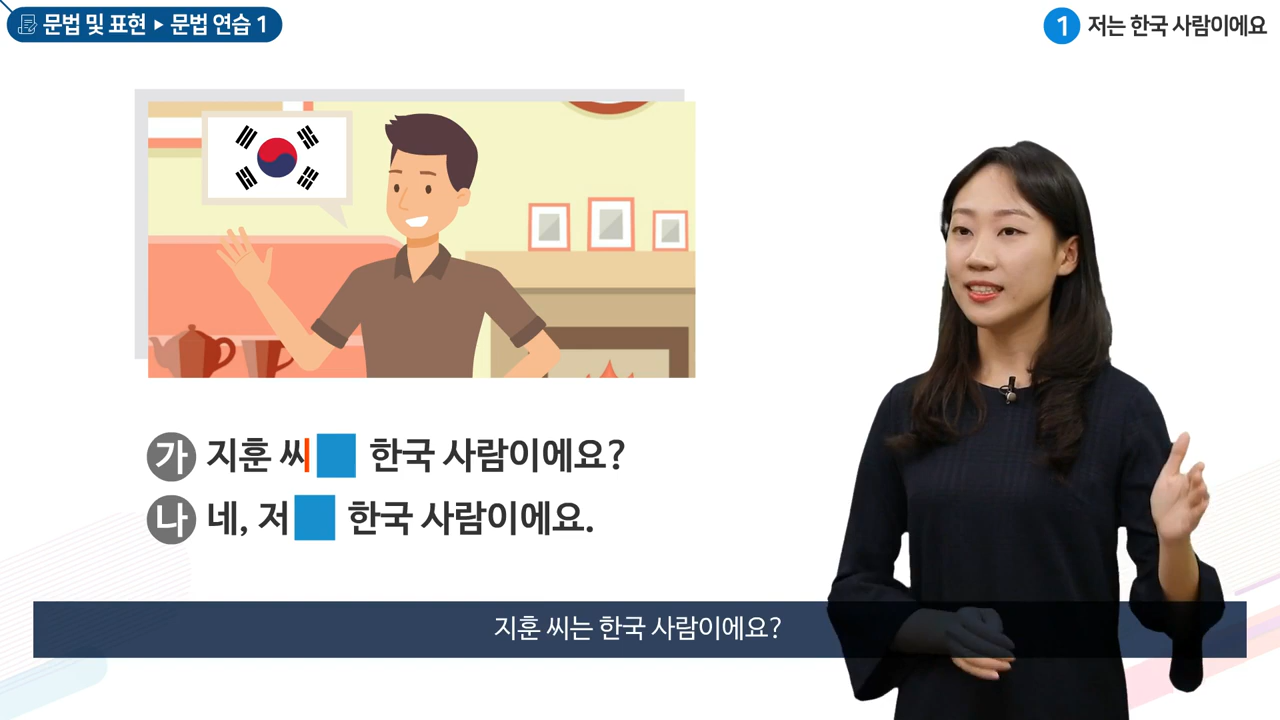 문법 및 표현 ▶ 문법 연습 1
1 저는 한국 사람이에요
가 지훈 씨 한국 사람이에요?
나 네, 저 한국 사람이에요.
지훈 씨는 한국 사람이에요?